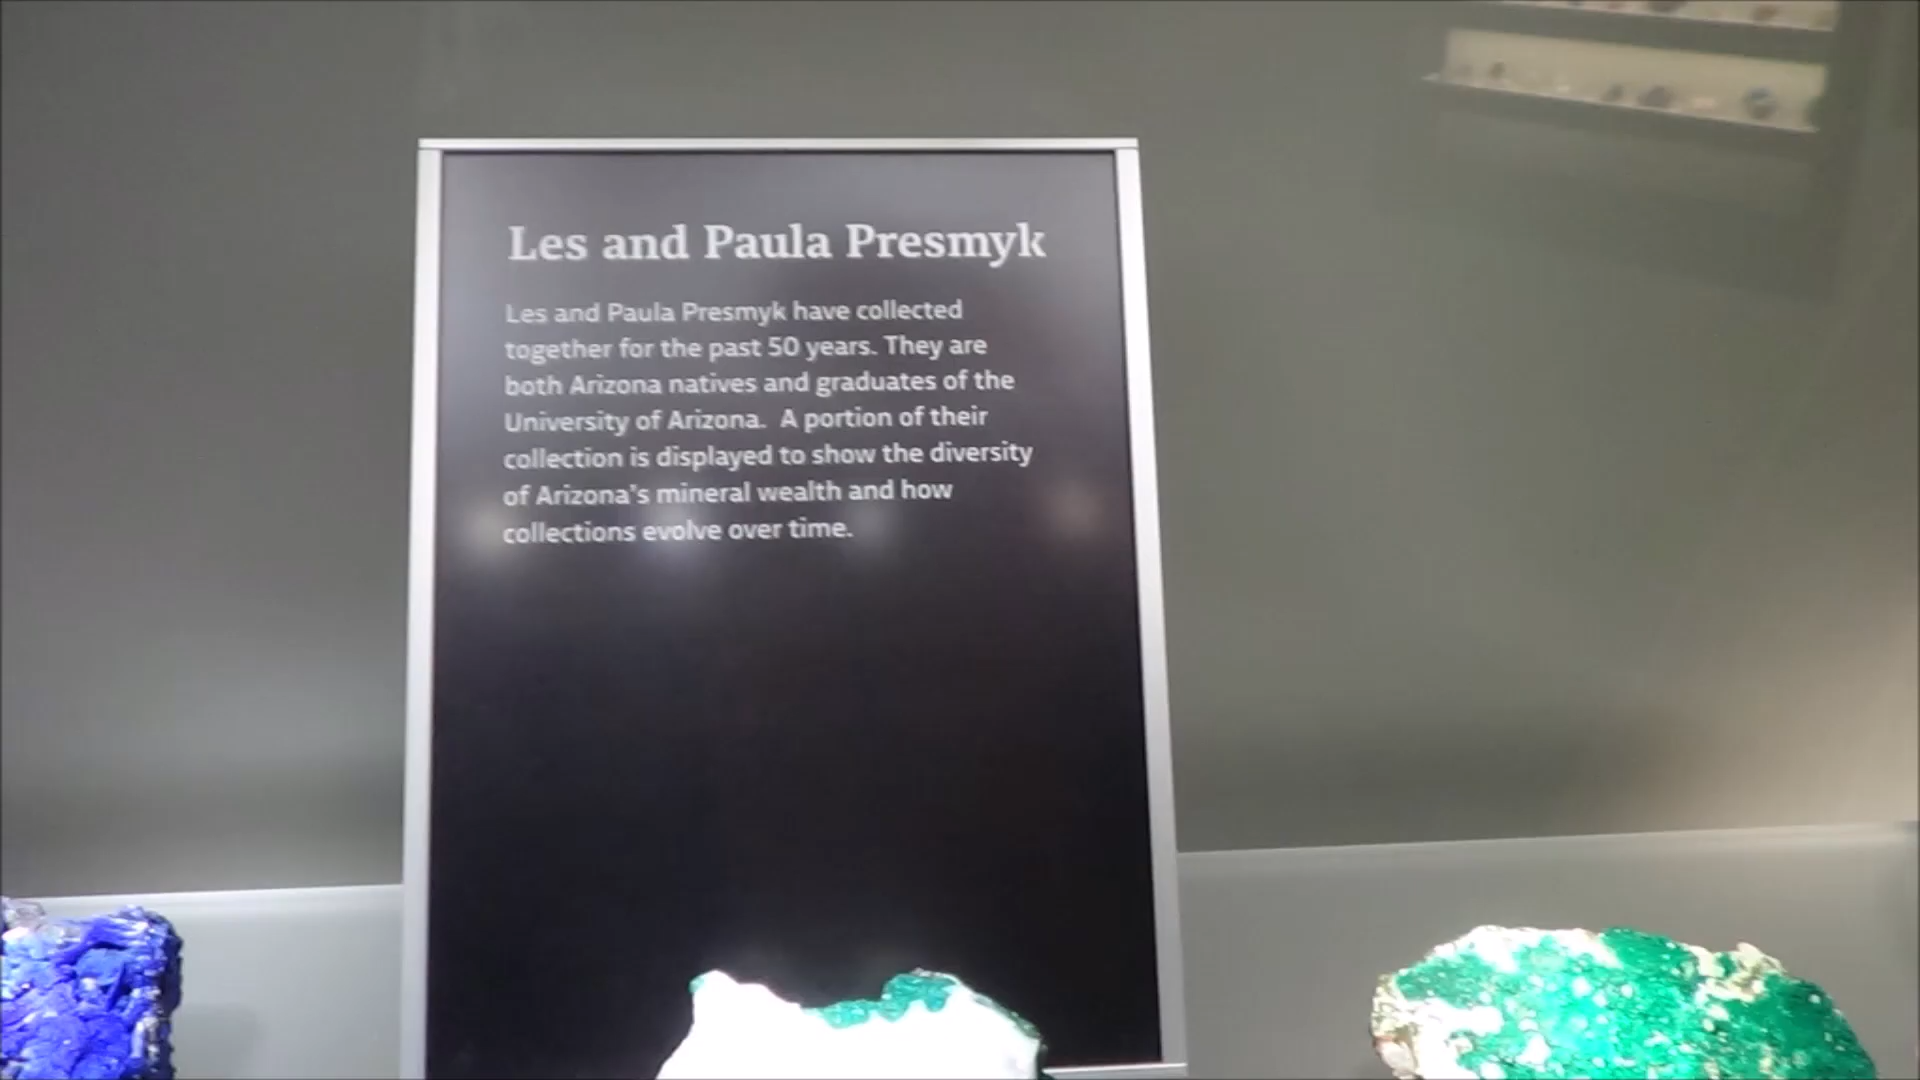 Les and Paula Presmyk
Les and Paula Presmyk have collected
together for the past 50 years. They are
both Arizona natives and graduates of the
University of Arizona.  A portion of their
collection is displayed to show the diversity
of Arizona's mineral wealth and how
collections evolve over time.